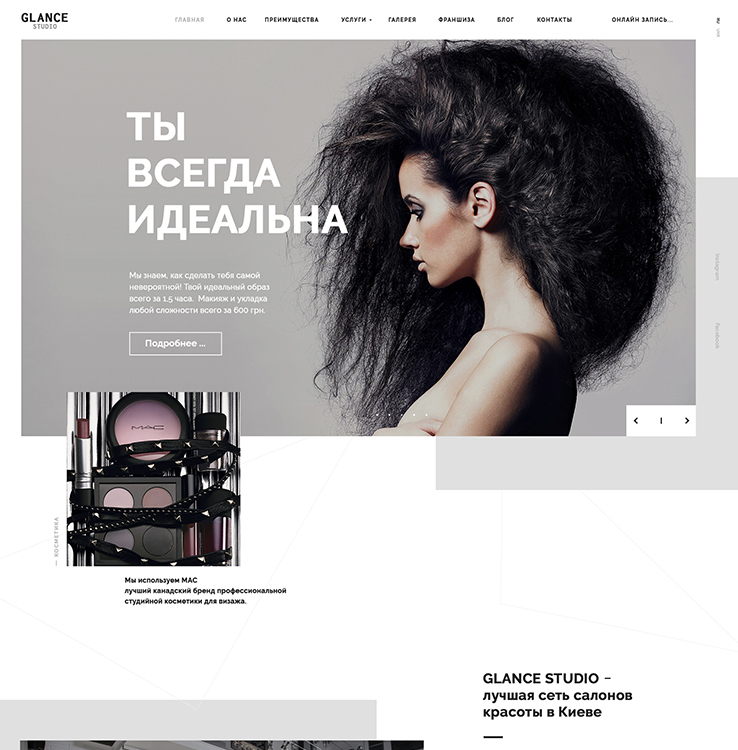 GLANCE
STUDIO
ГЛАВНАЯ О НАС ПРЕИМУЩЕСТВА УСЛУГИ ГАЛЕРЕЯ ФРАНШИЗА БЛОГ КОНТАКТЫ ОНЛАЙН ЗАПИСЬ...
ТЫ
ВСЕГДА
ИДЕАЛЬНА
Мы знаем, как сделать тебя самой
невероятной! Твой идеальный образ
всего за 1,5 часа. Макияж и укладка
любой сложности всего за 600 грн.
Подробнее ...
Instagram
Facebook
MAC
— КОСМЕТИКА
Мы используем MAC
лучший канадский бренд профессиональной
студийной косметики для визажа.
GLANCE STUDIO –
лучшая сеть салонов
красоты в Киеве